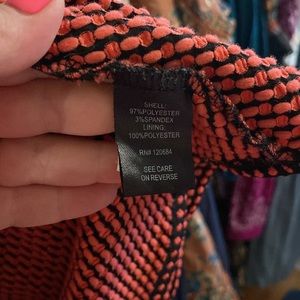 SHELL:
97%POLYESTER
3%SPANDEX
LINING:
100%POLYESTER
RN# 120684
SEE CARE
ON REVERSE